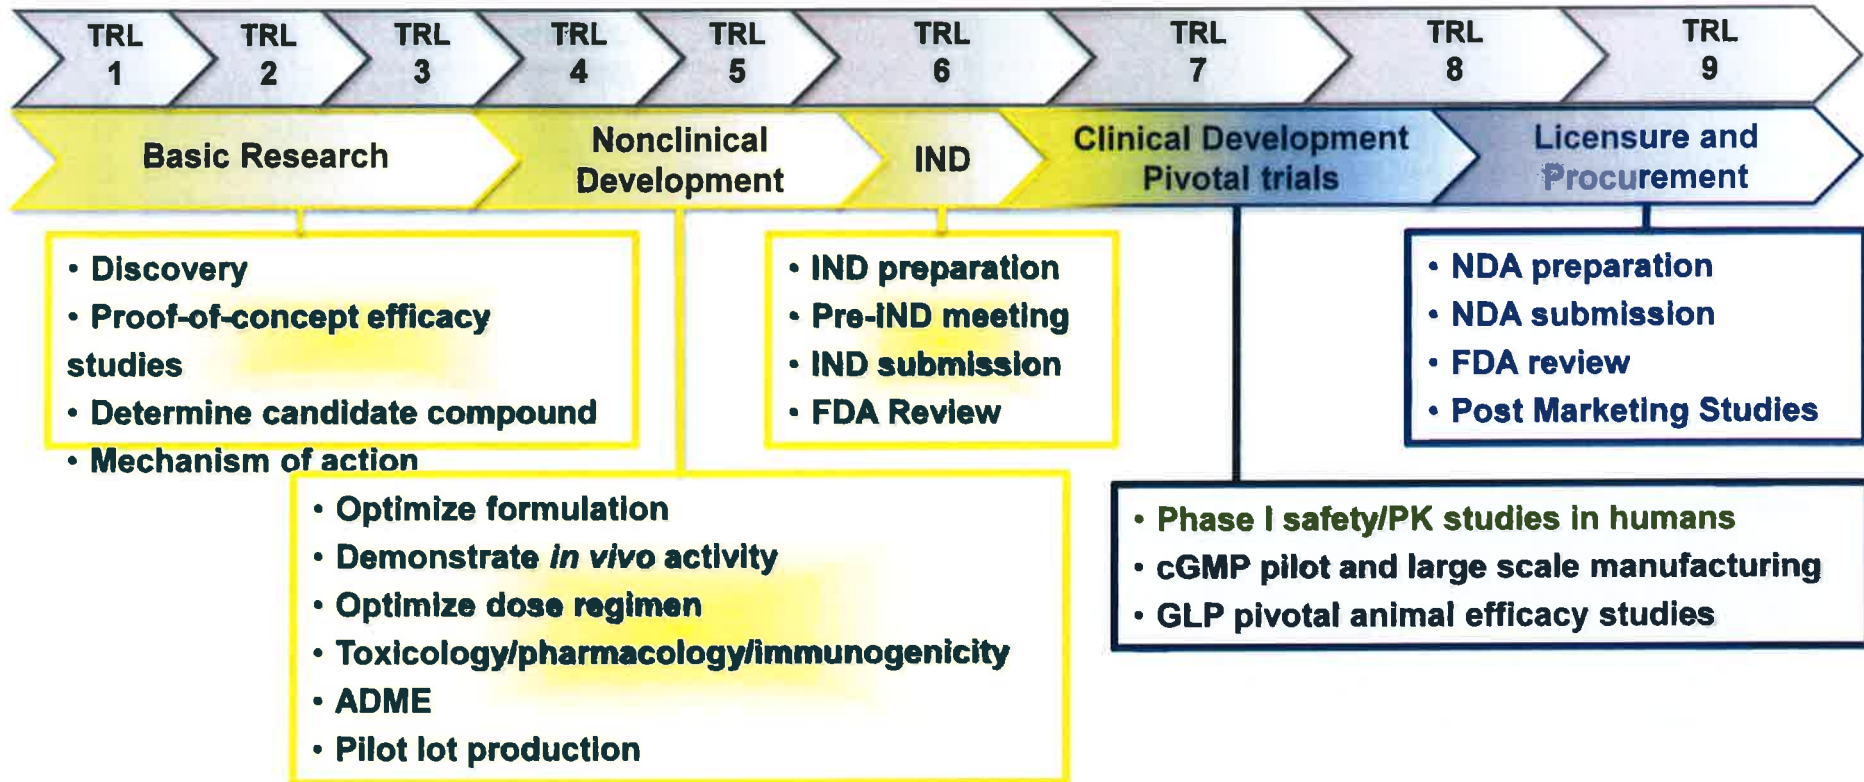 TRL
1
TRL
2
TRL
3
TRL
4
TRL
5
TRL
6
TRL
7
TRL
8
TRL
9
Basic Research
Nonclinical
Development
IND
Clinical Development
Pivotal trials
Licensure and
Procurement
• Discovery
• Proof-of-concept efficacy
studies
• Determine candidate compound
• Mechanism of action
• Optimize formulation
• Demonstrate in vivo activity
• Optimize dose regimen
• Toxicology/pharmacology/immunogenicity
• ADME
• Pilot lot production
• IND preparation
• Pre-IND meeting
• IND submission
• FDA Review
• Phase I safety/PK studies in humans
• cGMP pilot and large scale manufacturing
• GLP pivotal animal efficacy studies
• NDA preparation
• NDA submission
• FDA review
• Post Marketing Studies